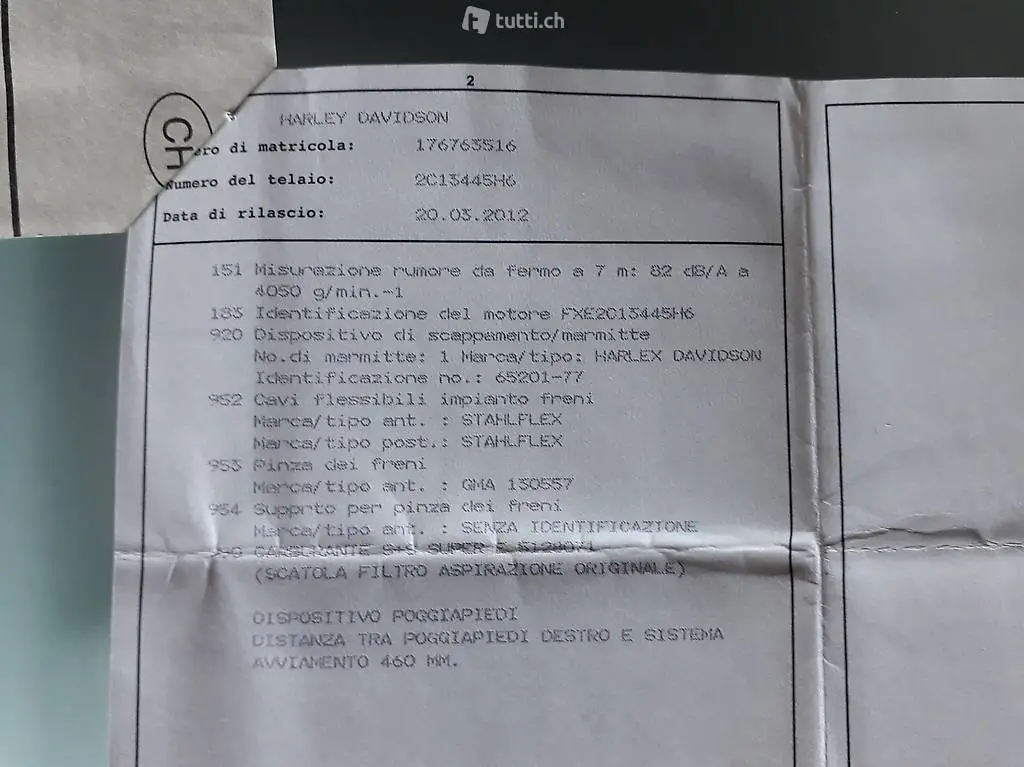 tutti.ch
2
CH
HARLEY DAVIDSON
ero di matricola: 176763516
Numero del telaio: 2C13445H6
Data di rilascio: 20.03.2012
151 Misurazione rumore da fermo a 7 m: 82 dB/A a
4050 g/min.-1
183 Identificazione del motore FXE2C13445H6
920 Dispositivo di scappamento/marmitte
No.di marmitte: 1 Marca/tipo: HARLEX DAVIDSON
Identificazione no.: 65201-77
952 Cavi flessibili impianto freni
Marca/tipo ant. : STAHLFLEX
Marca/tipo post.: STAHLFLEX
953 Pinza dei freni
Marca/tipo ant. : GMA 130557
954 Supprto per pinza dei freni
Marca/tipo ant. : SENZA IDENTIFICAZIONE
S+S SUPER E
(SCATOLA FILTRO ASPIRAZIONE ORIGINALE)
DISPOSITIVO POGGIAPIEDI
DISTANZA TRA POGGIAPIEDI DESTRO E SISTEMA
AVVIAMENTO 460 MM.